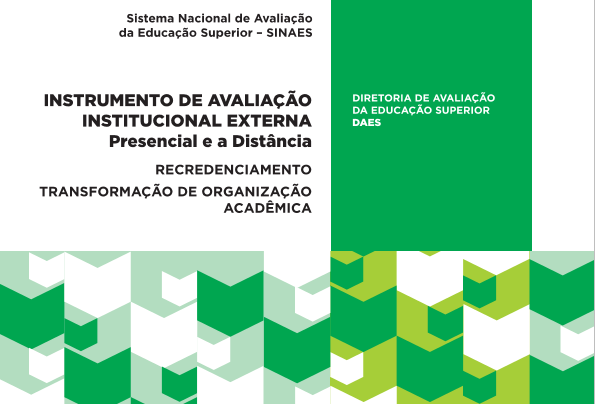 Sistema Nacional de Avaliação
da Educação Superior – SINAES
INSTRUMENTO DE AVALIAÇÃO
INSTITUCIONAL EXTERNA
Presencial e a Distância
RECREDENCIAMENTO
TRANSFORMAÇÃO DE ORGANIZAÇÃO
ACADÊMICA
DIRETORIA DE AVALIAÇÃO
DA EDUCAÇÃO SUPERIOR
DAES